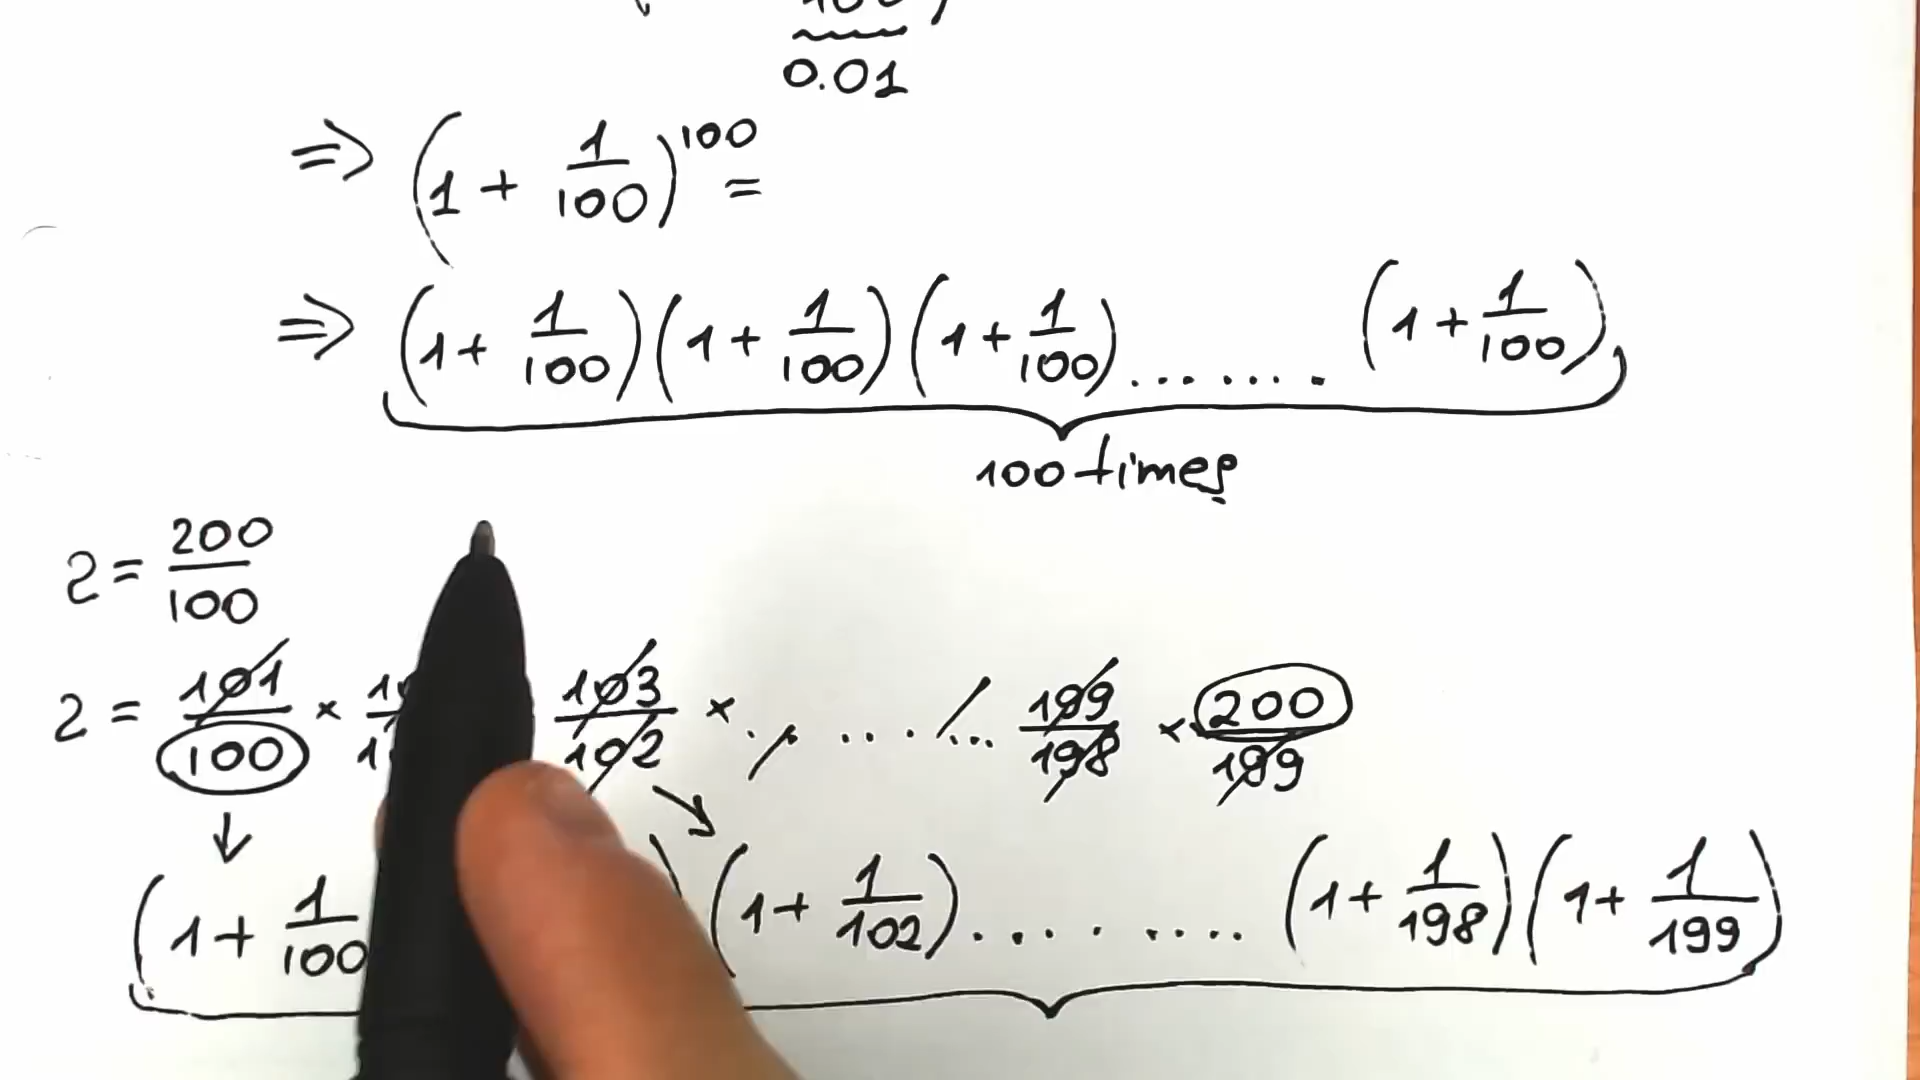 0.01
=> (1 + 1/100)^100 =
=> (1 + 1/100)(1 + 1/100)(1 + 1/100)........(1 + 1/100)
100 times
2 = 200/100
2 = 101/100 × 103/102 × ........ 199/198 × 200/199
(1 + 1/100 (1 + 1/102).........(1 + 1/198)(1 + 1/199)